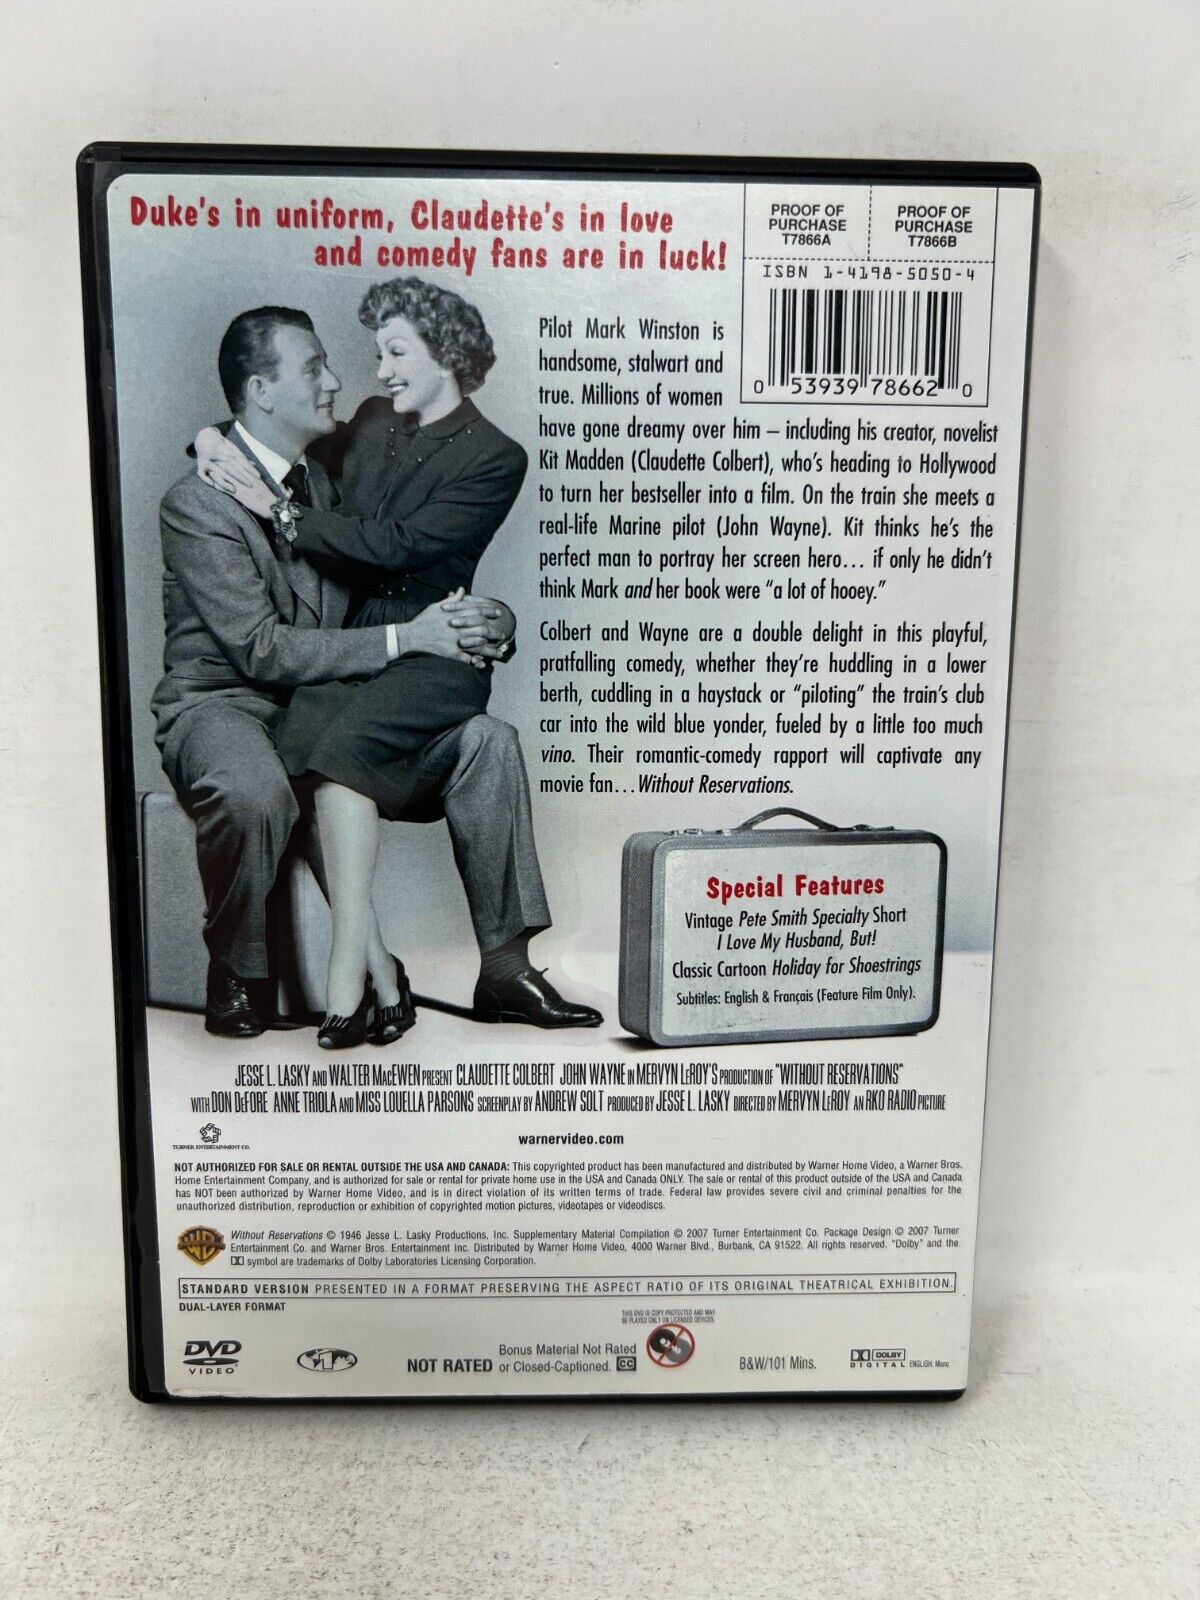 Duke's in uniform, Claudette's in love
and comedy fans are in luck!
PROOF OF
PURCHASE
T7866A
PROOF OF
PURCHASE
T7866B
ISBN 1-4198-5050-4
0 53939 78662 0
Pilot Mark Winston is
handsome, stalwart and
true. Millions of women
have gone dreamy over him – including his creator, novelist
Kit Madden (Claudette Colbert), who's heading to Hollywood
to turn her bestseller into a film. On the train she meets a
real-life Marine pilot (John Wayne). Kit thinks he's the
perfect man to portray her screen hero... if only he didn't
think Mark and her book were "a lot of hooey."
Colbert and Wayne are a double delight in this playful,
pratfalling comedy, whether they're huddling in a lower
berth, cuddling in a haystack or "piloting" the train's club
car into the wild blue yonder, fueled by a little too much
vino. Their romantic-comedy rapport will captivate any
movie fan...Without Reservations.
Special Features
Vintage Pete Smith Specialty Short
I Love My Husband, But!
Classic Cartoon Holiday for Shoestrings
Subtitles: English & Français (Feature Film Only).
JESSE L. LASKY AND WALTER MACEWEN PRESENT CLAUDETTE COLBERT JOHN WAYNE IN MERVYN LEROY'S PRODUCTION OF "WITHOUT RESERVATIONS"
WITH DON DEFORE ANNE TRIOLA AND MISS LOUELLA PARSONS SCREENPLAY BY ANDREW SOLT PRODUCED BY JESSE L. LASKY DIRECTED BY MERVYN LEROY AN RKO RADIO PICTURE
TURNER ENTERTAINMENT CO.
warnervideo.com
NOT AUTHORIZED FOR SALE OR RENTAL OUTSIDE THE USA AND CANADA: This copyrighted product has been manufactured and distributed by Warner Home Video, a Warner Bros.
Home Entertainment Company, and is authorized for sale or rental for private home use in the USA and Canada ONLY. The sale or rental of this product outside of the USA and Canada
has NOT been authorized by Warner Home Video, and is in direct violation of its written terms of trade. Federal law provides severe civil and criminal penalties for the
unauthorized distribution, reproduction or exhibition of copyrighted motion pictures, videotapes or videodiscs.
WB
Without Reservations © 1946 Jesse L. Lasky Productions, Inc. Supplementary Material Compilation © 2007 Turner Entertainment Co. Package Design © 2007 Turner
Entertainment Co. and Warner Bros. Entertainment Inc. Distributed by Warner Home Video, 4000 Warner Blvd., Burbank, CA 91522. All rights reserved. "Dolby" and the
symbol are trademarks of Dolby Laboratories Licensing Corporation.
STANDARD VERSION PRESENTED IN A FORMAT PRESERVING THE ASPECT RATIO OF ITS ORIGINAL THEATRICAL EXHIBITION.
DUAL-LAYER FORMAT
THIS DVD IS COPY PROTECTED AND MAY
BE PLAYED ONLY ON LICENSED DEVICES.
DVD
VIDEO
1
NOT RATED
Bonus Material Not Rated
or Closed-Captioned. CC
B&W/101 Mins.
DOLBY
DIGITAL
ENGLISH: Mono